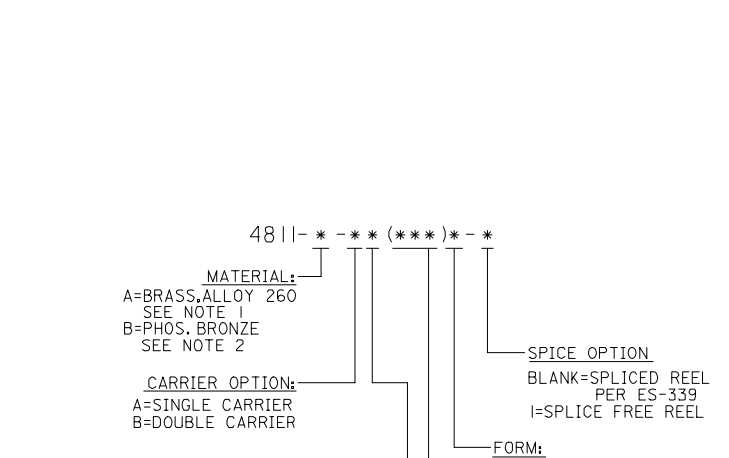 4811-*-**(***)*-*
MATERIAL:
A=BRASS,ALLOY 260
SEE NOTE 1
B=PHOS. BRONZE
SEE NOTE 2
SPICE OPTION
BLANK=SPLICED REEL
PER ES-339
1=SPLICE FREE REEL
CARRIER OPTION:
A=SINGLE CARRIER
B=DOUBLE CARRIER
FORM: